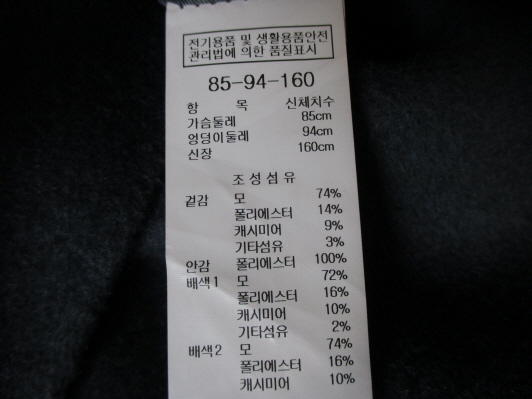 전기용품 및 생활용품안전
관리법에 의한 품질표시
85-94-160
항 목 신체치수
가슴둘레 85cm
엉덩이둘레 94cm
신장 160cm
조성섬유
겉감 모 74%
폴리에스터 14%
캐시미어 9%
기타섬유 3%
안감 폴리에스터 100%
배색1 모 72%
폴리에스터 16%
캐시미어 10%
기타섬유 2%
배색2 모 74%
폴리에스터 16%
캐시미어 10%